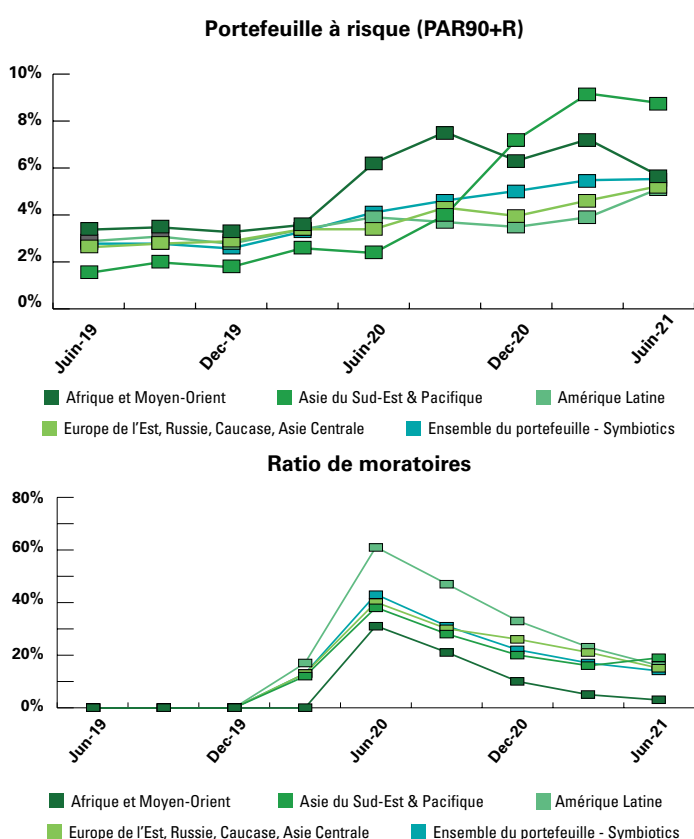 Portefeuille à risque (PAR90+R)
10%
8%
6%
4%
2%
0%
Juin-19
Dec-19
Juin-20
Dec-20
Juin-21
Afrique et Moyen-Orient
Asie du Sud-Est & Pacifique
Amérique Latine
Europe de l'Est, Russie, Caucase, Asie Centrale
Ensemble du portefeuille - Symbiotics
Ratio de moratoires
80%
60%
40%
20%
0%
Jun-19
Dec-19
Jun-20
Dec-20
Jun-21
Afrique et Moyen-Orient
Asie du Sud-Est & Pacifique
Amérique Latine
Europe de l'Est, Russie, Caucase, Asie Centrale
Ensemble du portefeuille - Symbiotics